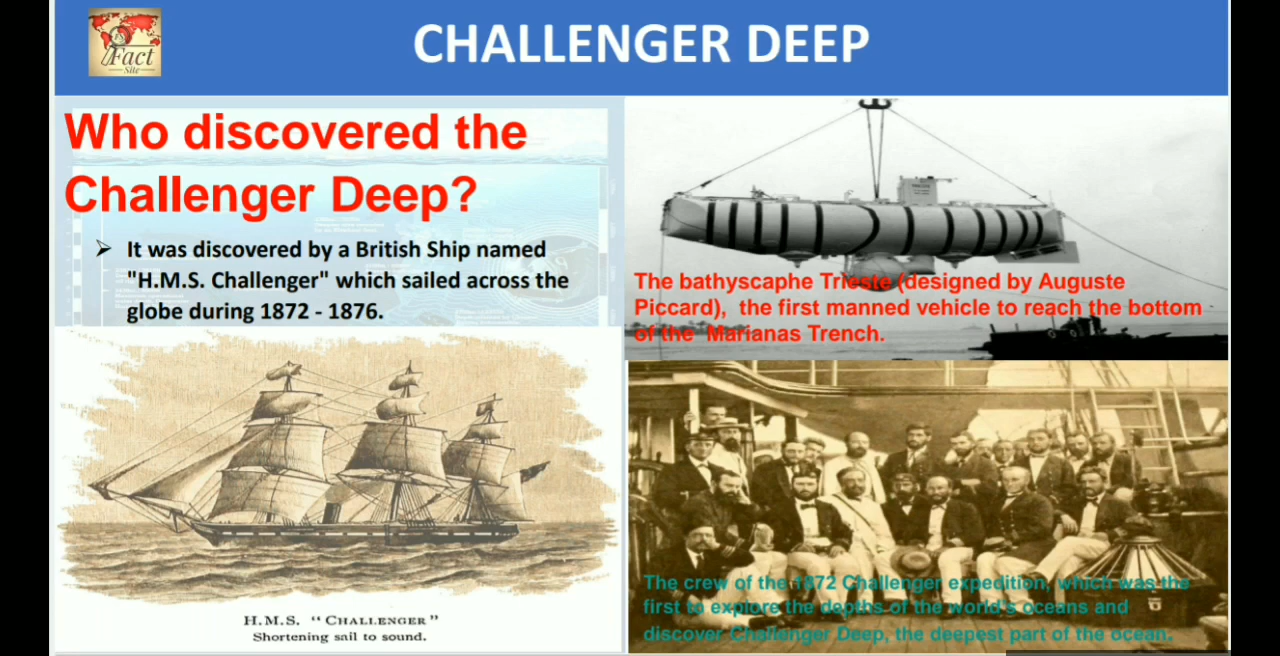 Fact
Site
CHALLENGER DEEP
Who discovered the
Challenger Deep?
➢ It was discovered by a British Ship named
"H.M.S. Challenger" which sailed across the
globe during 1872 - 1876.
The bathyscaphe Trieste (designed by Auguste
Piccard), the first manned vehicle to reach the bottom
of the Marianas Trench.
H.M.S. "CHALLENGER"
Shortening sail to sound.
The crew of the 1872 Challenger expedition, which was the
first to explore the depths of the world's oceans and
discover Challenger Deep, the deepest part of the ocean.